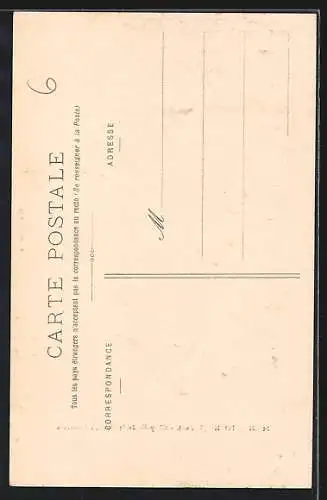 6
CARTE POSTALE
Tous les pays étrangers n'acceptent pas la correspondance au recto (Se renseigner à la Poste)
CORRESPONDANCE
ADRESSE
M